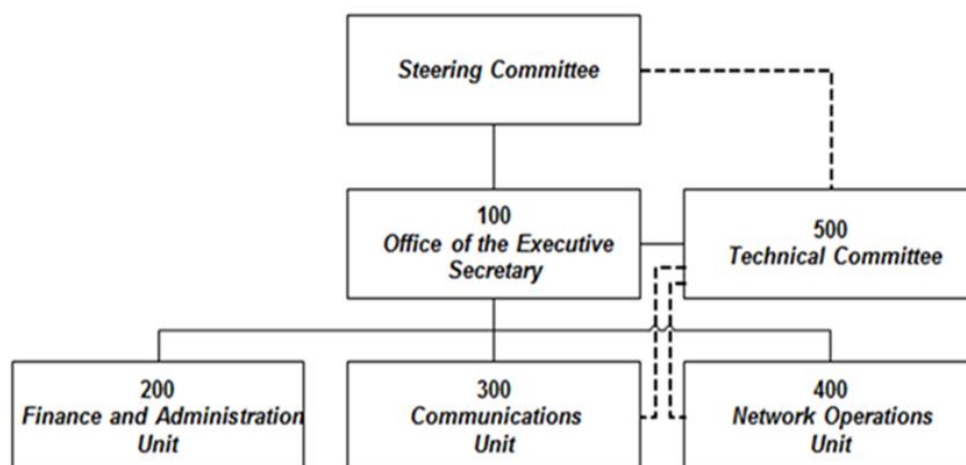 Steering Committee
100
Office of the Executive
Secretary
500
Technical Committee
200
Finance and Administration
Unit
300
Communications
Unit
400
Network Operations
Unit